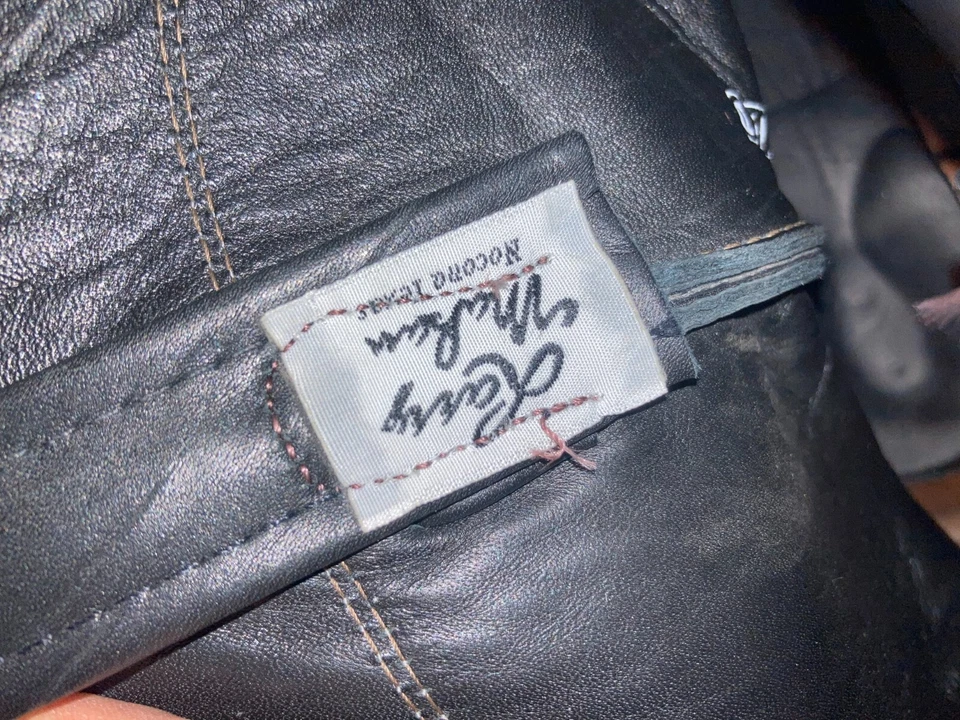 Larry
Mahan
Nocona Texas